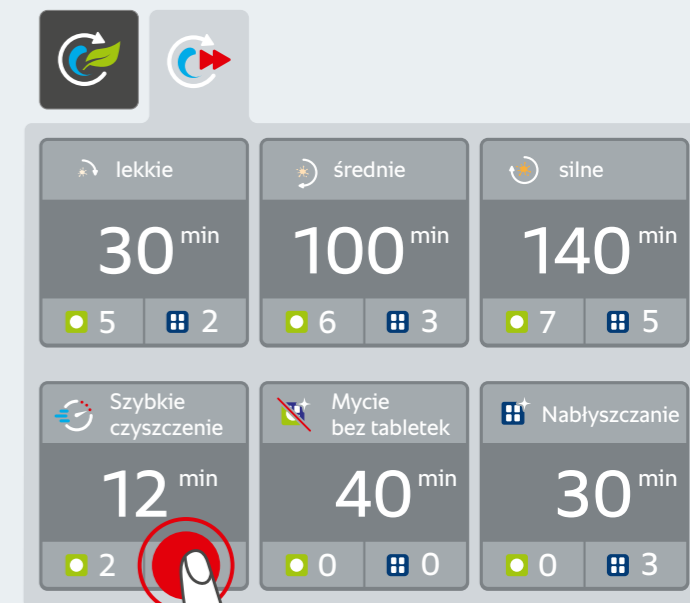 lekkie
średnie
silne
30 min
100 min
140 min
5
2
6
3
7
5
Szybkie
czyszczenie
Mycie
bez tabletek
Nabłyszczanie
12 min
40 min
30 min
2
0
0
0
3